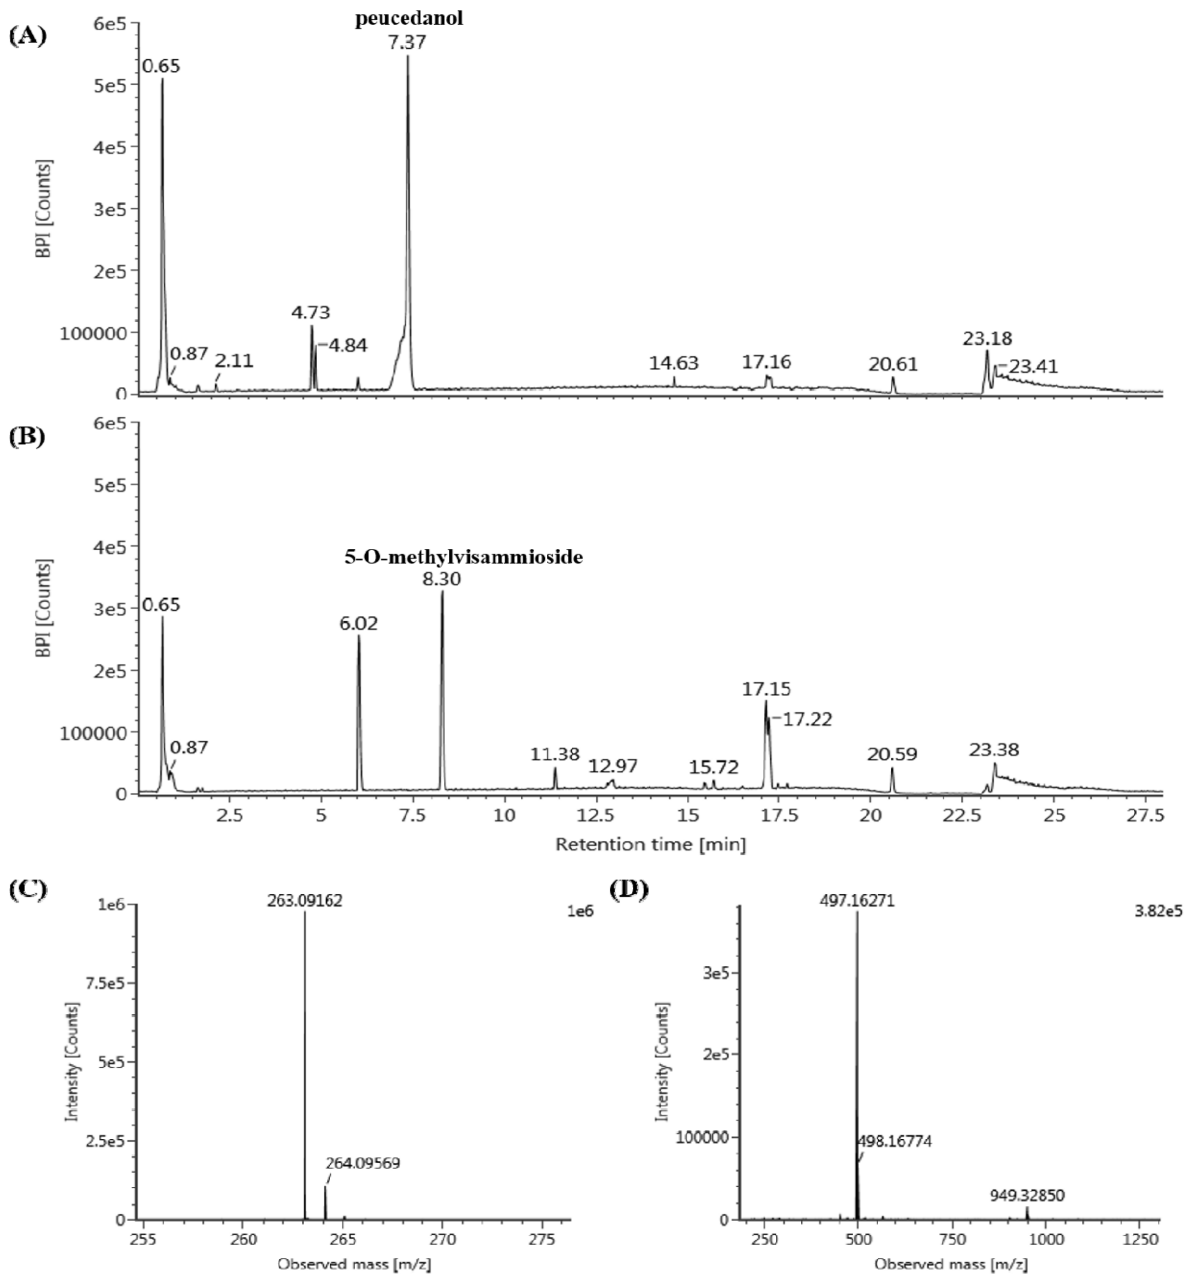 (A)
peucedanol
7.37
6e5
0.65
5e5
4e5
3e5
2e5
BPI [Counts]
4.73
100000
0.87
2.11
4.84
14.63
17.16
20.61
23.18
23.41
0
(B)
6e5
5e5
4e5
5-O-methylvisammioside
8.30
3e5
0.65
6.02
2e5
BPI [Counts]
17.15
17.22
100000
0.87
11.38
12.97
15.72
20.59
23.38
0
2.5 5 7.5 10 12.5 15 17.5 20 22.5 25 27.5
Retention time [min]
(C)
1e6
263.09162
1e6
7.5e5
5e5
2.5e5
264.09569
0
Intensity [Counts]
255 260 265 270 275
Observed mass [m/z]
(D)
497.16271
3.82e5
3e5
2e5
100000
498.16774
949.32850
0
Intensity [Counts]
250 500 750 1000 1250
Observed mass [m/z]